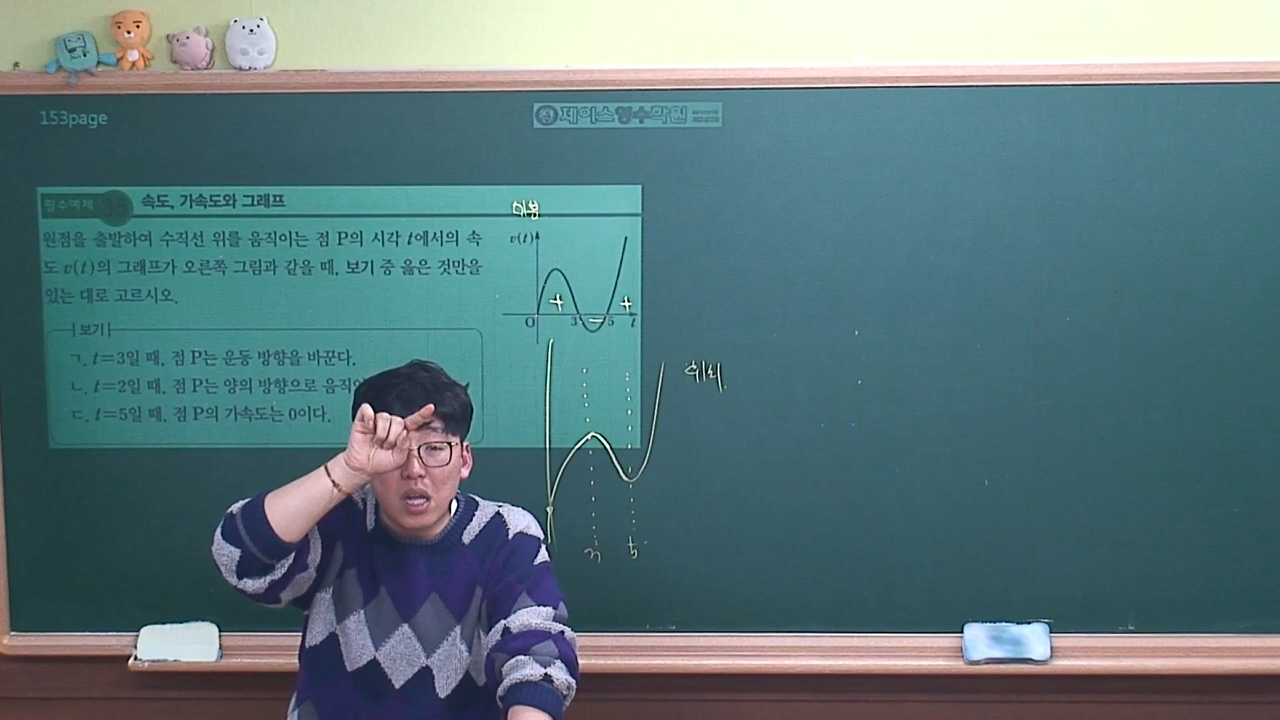 153page
제이스영수학원
필수예제
속도, 가속도와 그래프
미분
원점을 출발하여 수직선 위를 움직이는 점 P의 시각 t에서의 속
도 v(t)의 그래프가 오른쪽 그림과 같을 때, 보기 중 옳은 것만을
있는 대로 고르시오.
v(t)
+ − +
O 3 5 t
보기
ㄱ. t=3일 때, 점 P는 운동 방향을 바꾼다.
ㄴ. t=2일 때, 점 P는 양의 방향으로
ㄷ. t=5일 때, 점 P의 가속도는 0이다.
위치
3 5